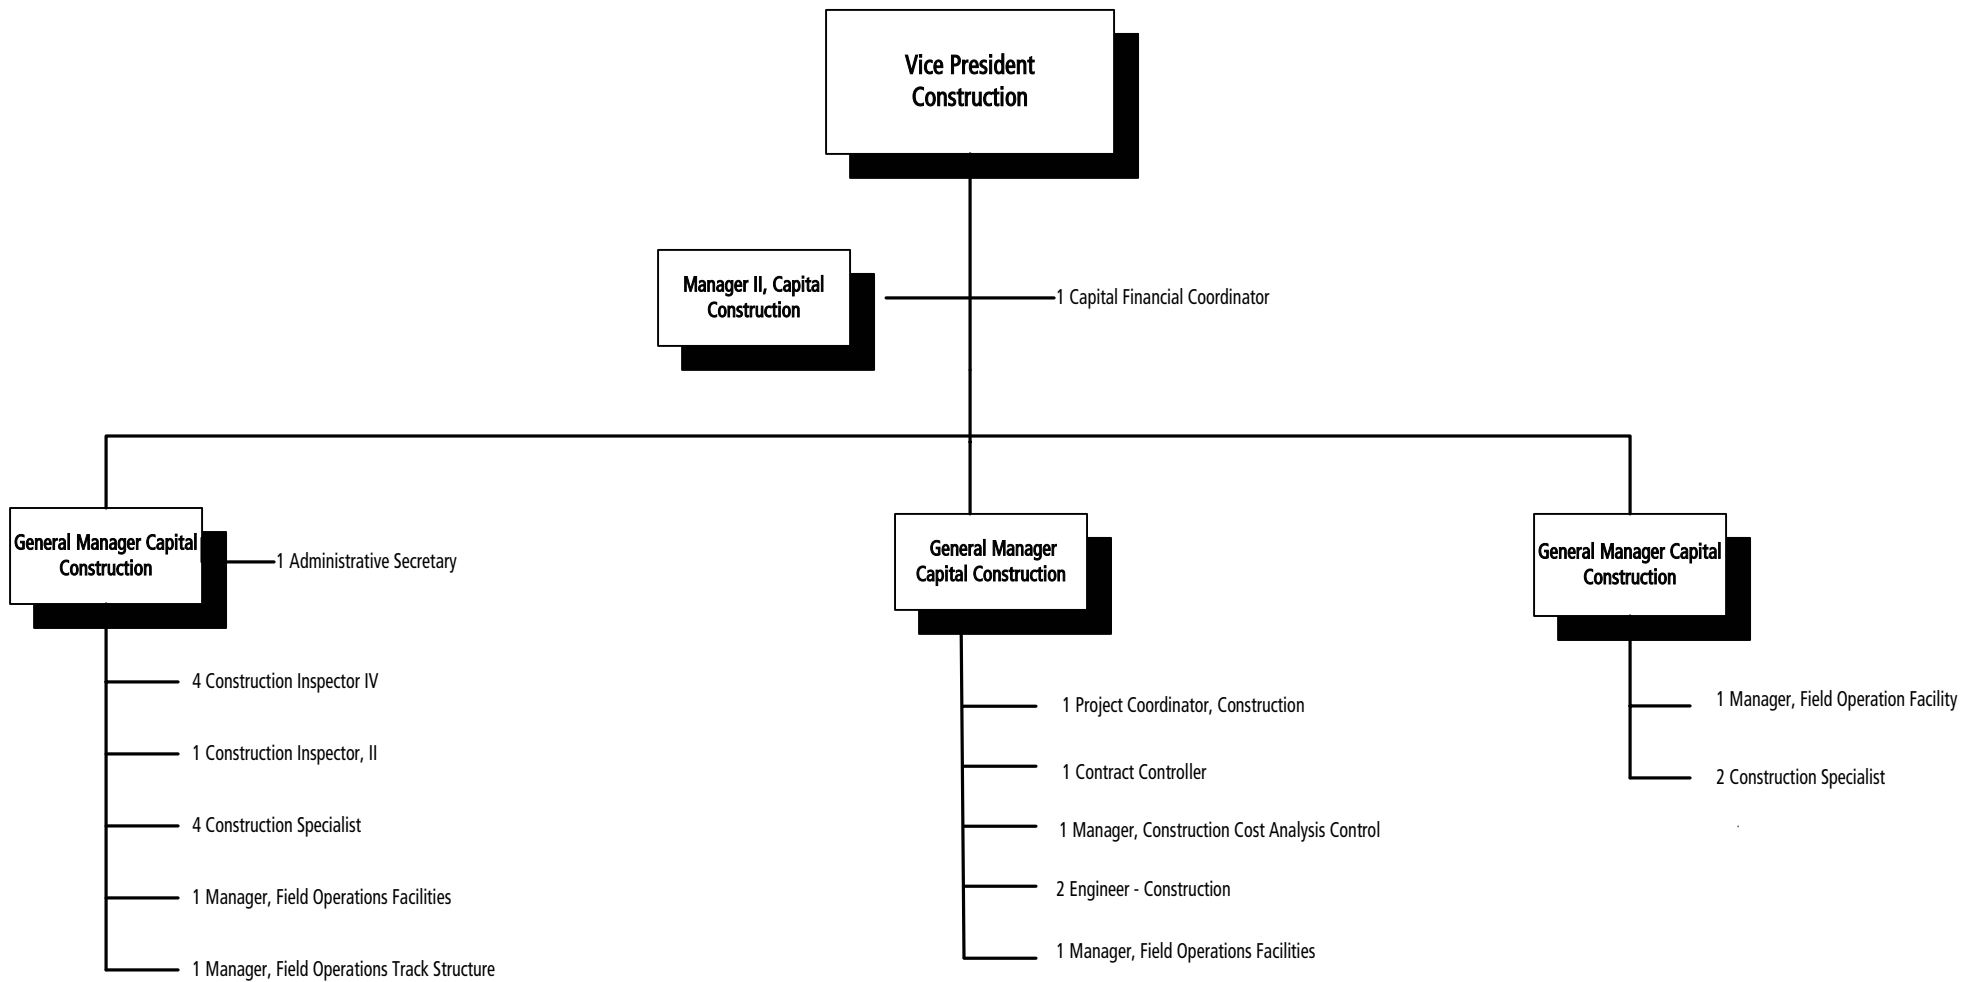 Vice President
Construction
Manager II, Capital
Construction
1 Capital Financial Coordinator
General Manager Capital
Construction
1 Administrative Secretary
4 Construction Inspector IV
1 Construction Inspector, II
4 Construction Specialist
1 Manager, Field Operations Facilities
1 Manager, Field Operations Track Structure
General Manager
Capital Construction
1 Project Coordinator, Construction
1 Contract Controller
1 Manager, Construction Cost Analysis Control
2 Engineer - Construction
1 Manager, Field Operations Facilities
General Manager Capital
Construction
1 Manager, Field Operation Facility
2 Construction Specialist